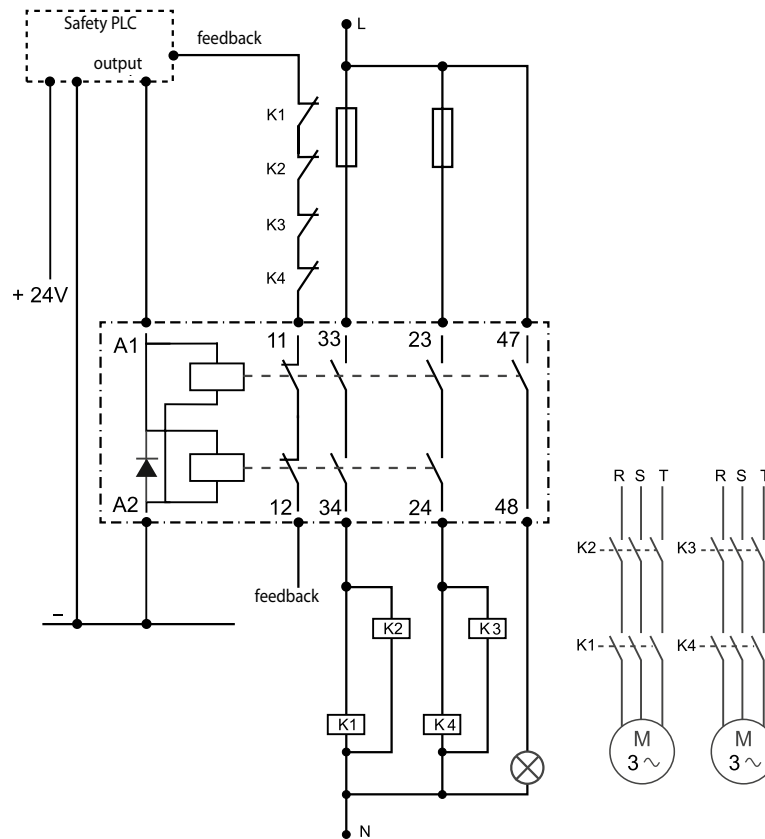 Safety PLC
output
feedback
L
K1
K2
K3
K4
+ 24V
A1
11 33 23 47
A2
12 34 24 48
feedback
–
K2 K3
K1 K4
N
R S T
K2
K1
M
3 ~
R S T
K3
K4
M
3 ~